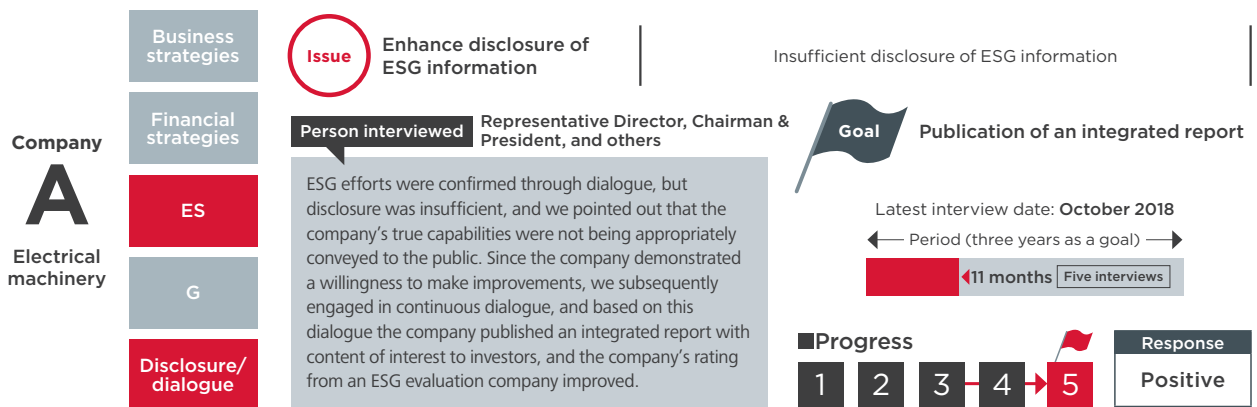 Company
A
Electrical
machinery
Business
strategies
Financial
strategies
ES
G
Disclosure/
dialogue
Issue
Enhance disclosure of
ESG information
Insufficient disclosure of ESG information
Person interviewed
Representative Director, Chairman &
President, and others
ESG efforts were confirmed through dialogue, but
disclosure was insufficient, and we pointed out that the
company's true capabilities were not being appropriately
conveyed to the public. Since the company demonstrated
a willingness to make improvements, we subsequently
engaged in continuous dialogue, and based on this
dialogue the company published an integrated report with
content of interest to investors, and the company's rating
from an ESG evaluation company improved.
Goal
Publication of an integrated report
Latest interview date: October 2018
Period (three years as a goal)
11 months Five interviews
■Progress
1 2 3 4 5
Response
Positive